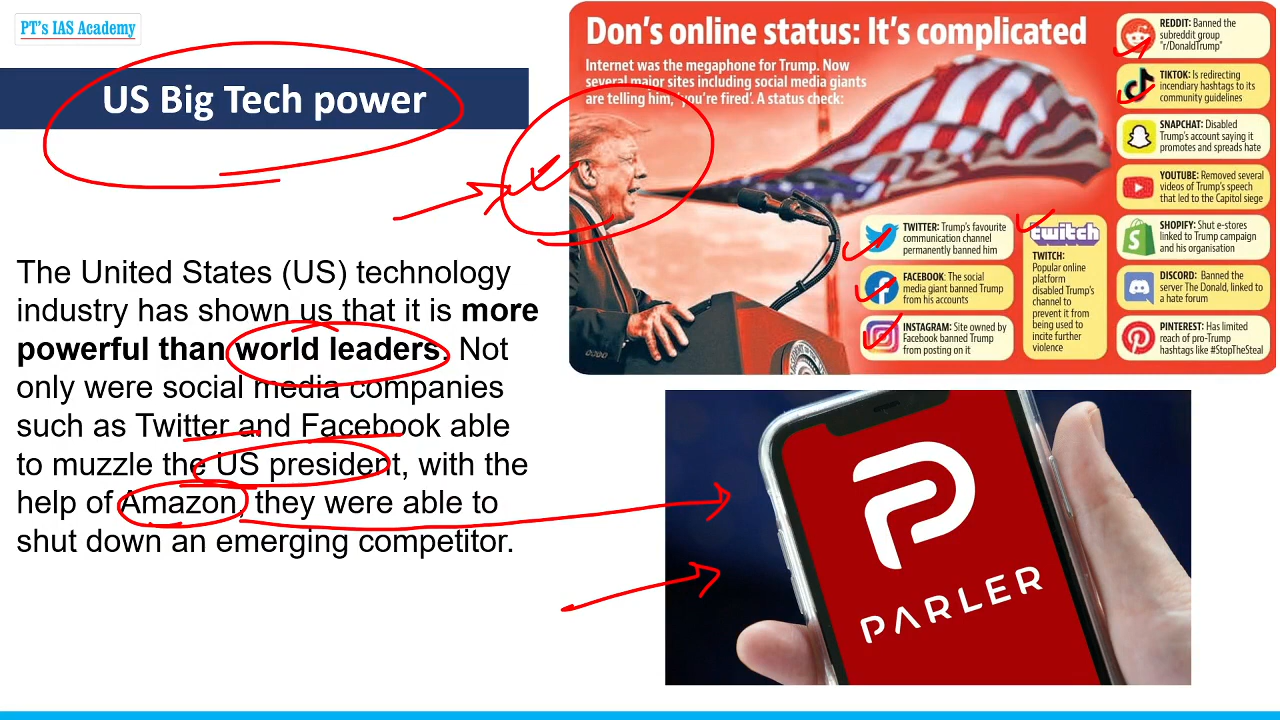 PT's IAS Academy
US Big Tech power
The United States (US) technology
industry has shown us that it is more
powerful than world leaders. Not
only were social media companies
such as Twitter and Facebook able
to muzzle the US president, with the
help of Amazon, they were able to
shut down an emerging competitor.
Don's online status: It's complicated
Internet was the megaphone for Trump. Now
several major sites including social media giants
are telling him, 'you're fired'. A status check:
TWITTER: Trump's favourite
communication channel
permanently banned him
FACEBOOK: The social
media giant banned Trump
from his accounts
INSTAGRAM: Site owned by
Facebook banned Trump
from posting on it
twitch
TWITCH:
Popular online
platform
disabled Trump's
channel to
prevent it from
being used to
incite further
violence
REDDIT: Banned the
subreddit group
"r/DonaldTrump"
TIKTOK: Is redirecting
incendiary hashtags to its
community guidelines
SNAPCHAT: Disabled
Trump's account saying it
promotes and spreads hate
YOUTUBE: Removed several
videos of Trump's speech
that led to the Capitol siege
SHOPIFY: Shut e-stores
linked to Trump campaign
and his organisation
DISCORD: Banned the
server The Donald, linked to
a hate forum
PINTEREST: Has limited
reach of pro-Trump
hashtags like #StopTheSteal
PARLER